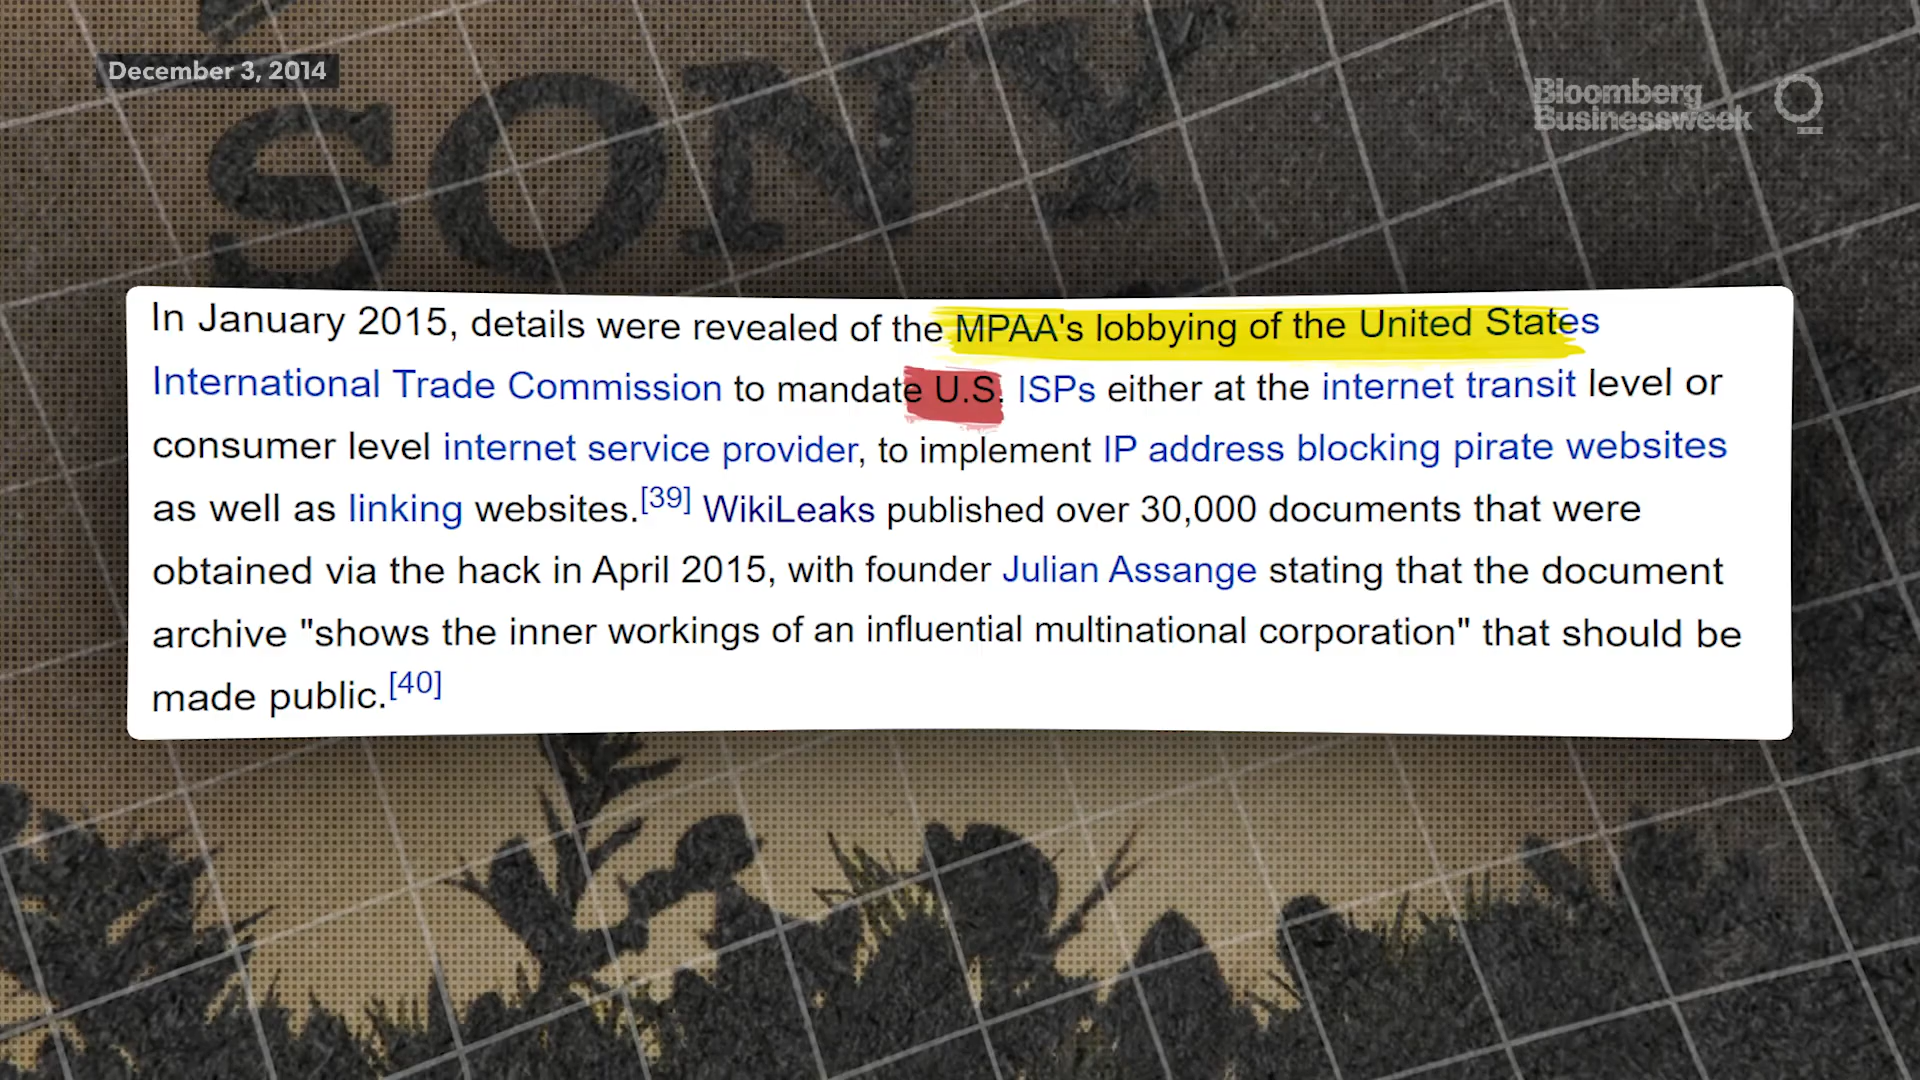 December 3, 2014
Bloomberg
Businessweek
SONY
In January 2015, details were revealed of the MPAA's lobbying of the United States
International Trade Commission to mandate U.S. ISPs either at the internet transit level or
consumer level internet service provider, to implement IP address blocking pirate websites
as well as linking websites.[39] WikiLeaks published over 30,000 documents that were
obtained via the hack in April 2015, with founder Julian Assange stating that the document
archive "shows the inner workings of an influential multinational corporation" that should be
made public.[40]